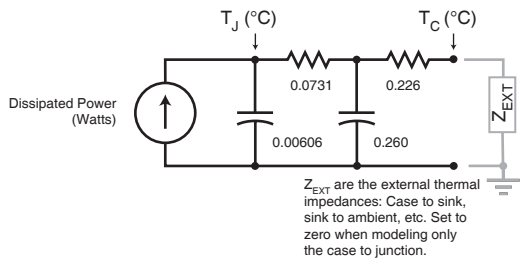 T_J (°C)
T_C (°C)
Dissipated Power
(Watts)
0.0731
0.226
0.00606
0.260
Z_EXT
Z_EXT are the external thermal
impedances: Case to sink,
sink to ambient, etc. Set to
zero when modeling only
the case to junction.